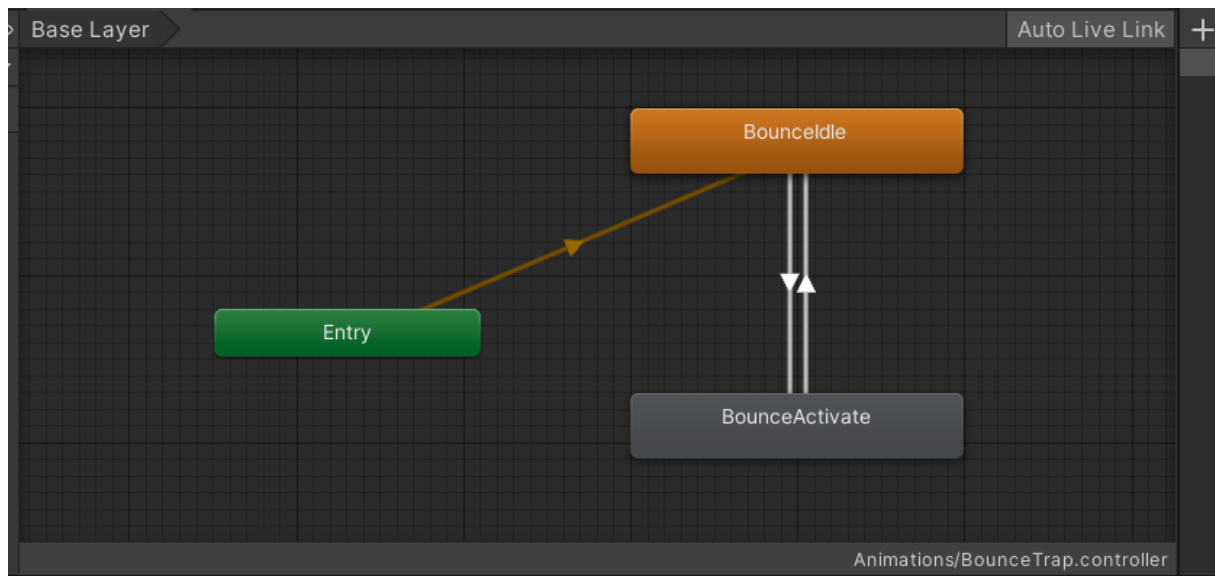 Base Layer
Auto Live Link
BounceIdle
Entry
BounceActivate
Animations/BounceTrap.controller